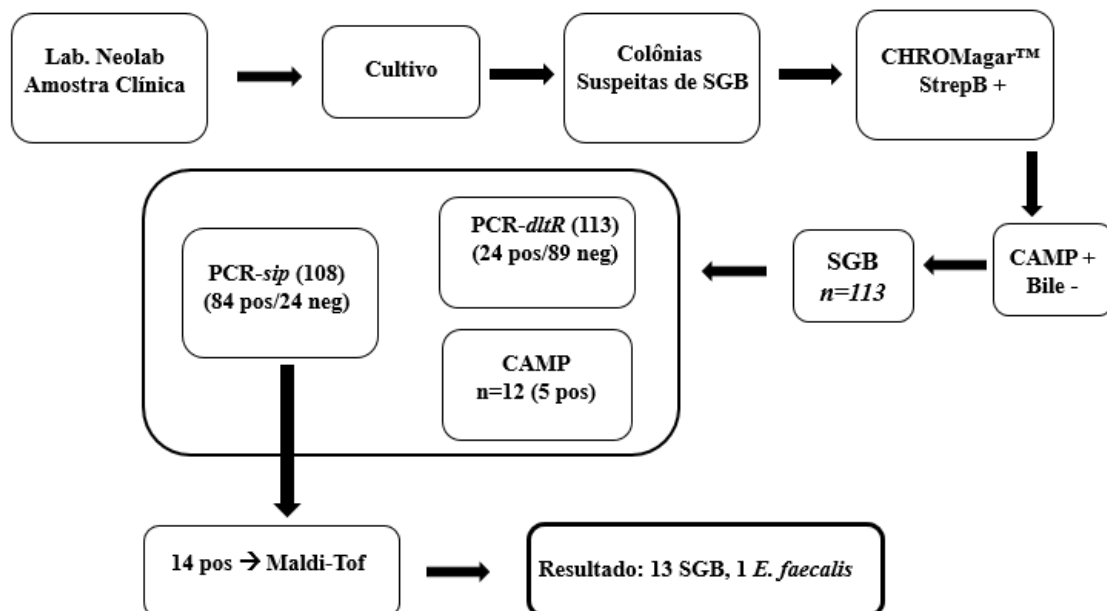 Lab. Neolab
Amostra Clínica
Cultivo
Colônias
Suspeitas de SGB
CHROMagar™
StrepB +
CAMP +
Bile -
SGB
n=113
PCR-dltR (113)
(24 pos/89 neg)
PCR-sip (108)
(84 pos/24 neg)
CAMP
n=12 (5 pos)
14 pos → Maldi-Tof
Resultado: 13 SGB, 1 E. faecalis